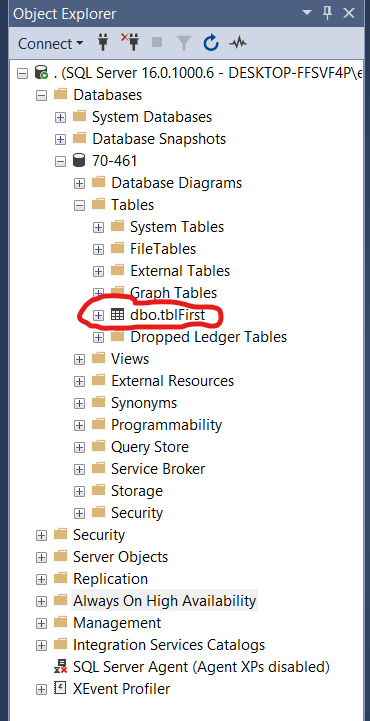 Object Explorer
Connect
. (SQL Server 16.0.1000.6 - DESKTOP-FFSVF4P\e
Databases
System Databases
Database Snapshots
70-461
Database Diagrams
Tables
System Tables
FileTables
External Tables
Graph Tables
dbo.tblFirst
Dropped Ledger Tables
Views
External Resources
Synonyms
Programmability
Query Store
Service Broker
Storage
Security
Security
Server Objects
Replication
Always On High Availability
Management
Integration Services Catalogs
SQL Server Agent (Agent XPs disabled)
XEvent Profiler